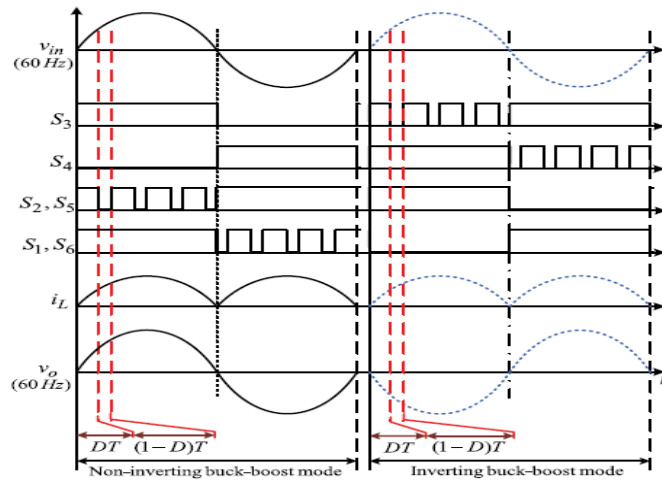 v_in
(60 Hz)
S_3
S_4
S_2, S_5
S_1, S_6
i_L
v_o
(60 Hz)
DT (1-D)T DT (1-D)T
Non-inverting buck-boost mode Inverting buck-boost mode